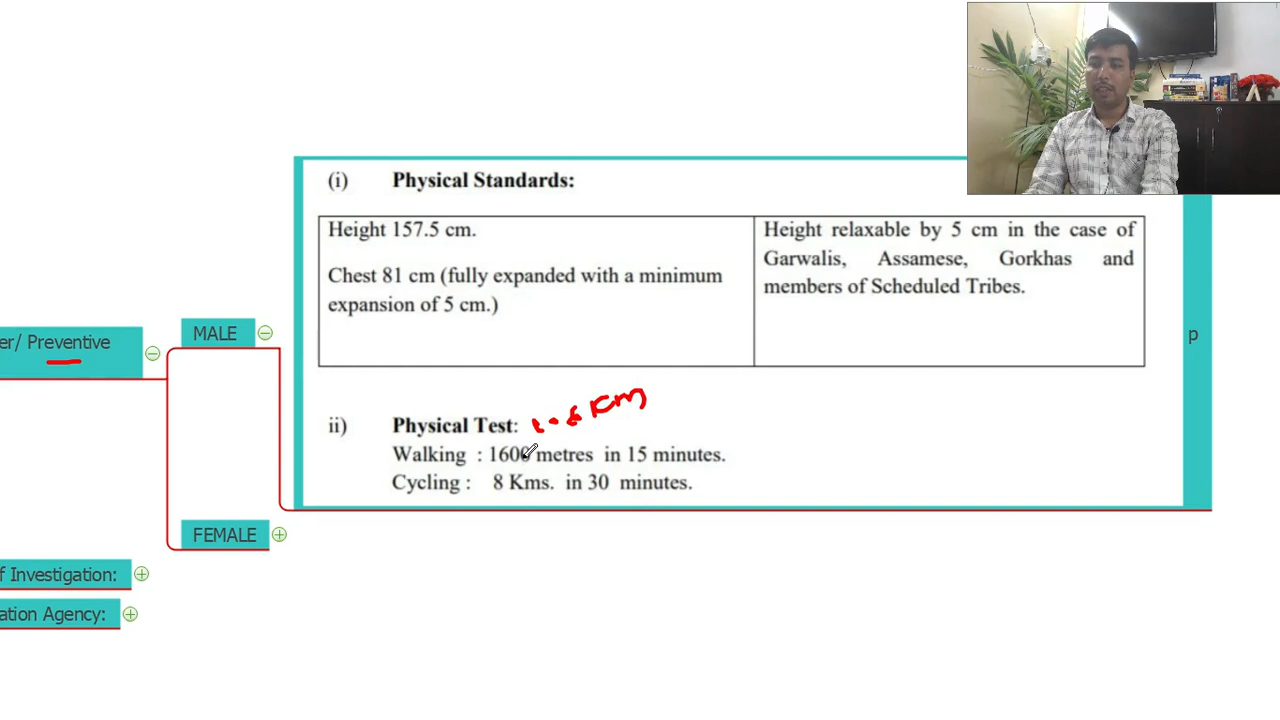 (i) Physical Standards:
Height 157.5 cm.
Chest 81 cm (fully expanded with a minimum
expansion of 5 cm.)
Height relaxable by 5 cm in the case of
Garwalis, Assamese, Gorkhas and
members of Scheduled Tribes.
er/ Preventive
MALE
p
1.6 Km
ii) Physical Test:
Walking : 1600 metres in 15 minutes.
Cycling : 8 Kms. in 30 minutes.
FEMALE
f Investigation:
ation Agency: